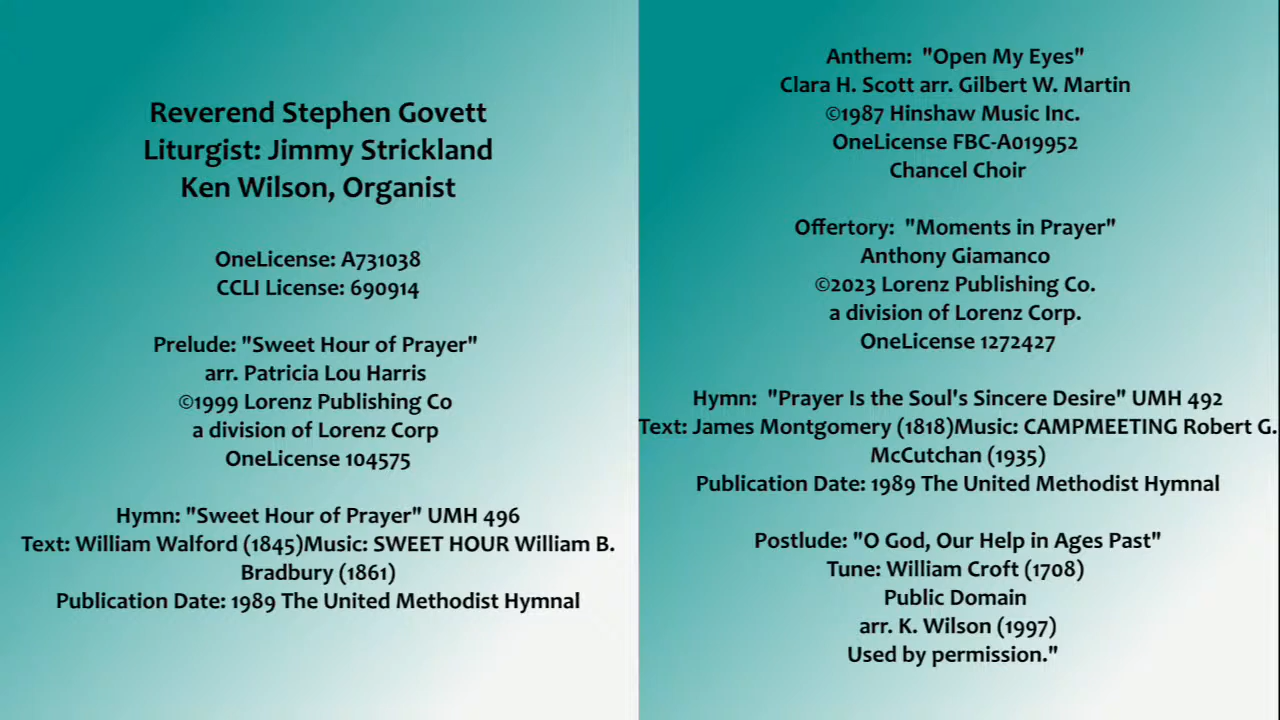 Reverend Stephen Govett
Liturgist: Jimmy Strickland
Ken Wilson, Organist
OneLicense: A731038
CCLI License: 690914
Prelude: "Sweet Hour of Prayer"
arr. Patricia Lou Harris
©1999 Lorenz Publishing Co
a division of Lorenz Corp
OneLicense 104575
Hymn: "Sweet Hour of Prayer" UMH 496
Text: William Walford (1845)Music: SWEET HOUR William B.
Bradbury (1861)
Publication Date: 1989 The United Methodist Hymnal
Anthem:  "Open My Eyes"
Clara H. Scott arr. Gilbert W. Martin
©1987 Hinshaw Music Inc.
OneLicense FBC-A019952
Chancel Choir
Offertory:  "Moments in Prayer"
Anthony Giamanco
©2023 Lorenz Publishing Co.
a division of Lorenz Corp.
OneLicense 1272427
Hymn:  "Prayer Is the Soul's Sincere Desire" UMH 492
Text: James Montgomery (1818)Music: CAMPMEETING Robert G.
McCutchan (1935)
Publication Date: 1989 The United Methodist Hymnal
Postlude: "O God, Our Help in Ages Past"
Tune: William Croft (1708)
Public Domain
arr. K. Wilson (1997)
Used by permission."